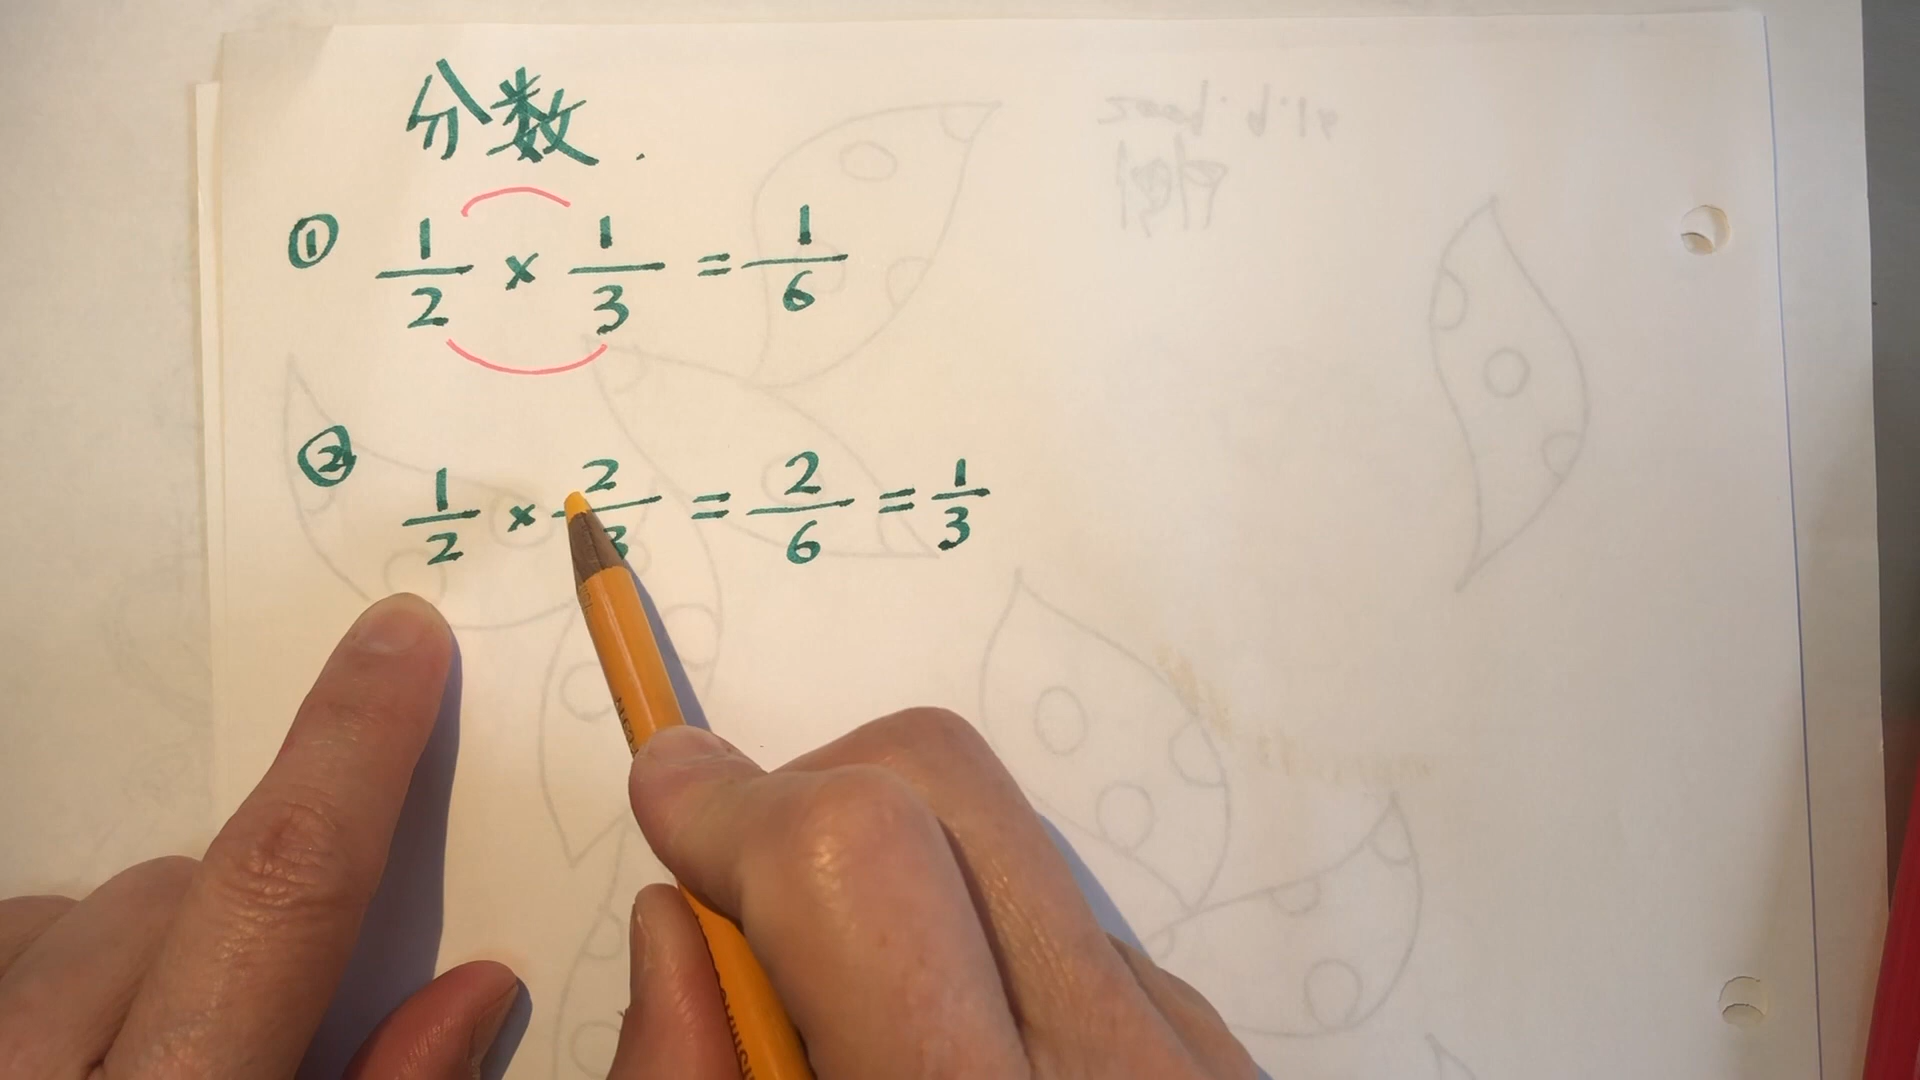 分数.
① 1/2 × 1/3 = 1/6
② 1/2 × 2/3 = 2/6 = 1/3